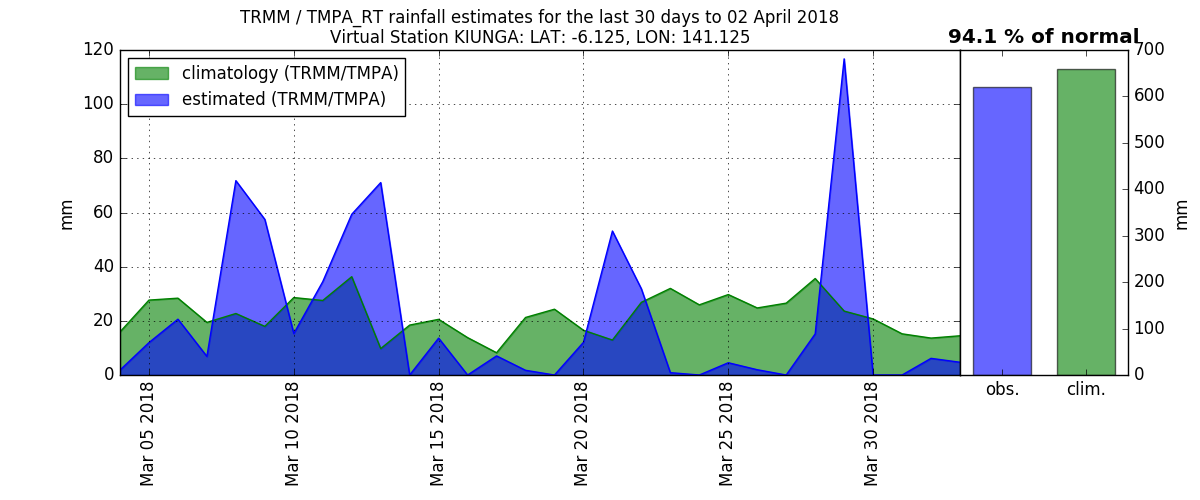 TRMM / TMPA_RT rainfall estimates for the last 30 days to 02 April 2018
Virtual Station KIUNGA: LAT: -6.125, LON: 141.125
94.1 % of normal
climatology (TRMM/TMPA)
estimated (TRMM/TMPA)
120
100
80
60
40
20
0
mm
Mar 05 2018
Mar 10 2018
Mar 15 2018
Mar 20 2018
Mar 25 2018
Mar 30 2018
obs.
clim.
700
600
500
400
300
200
100
0
mm